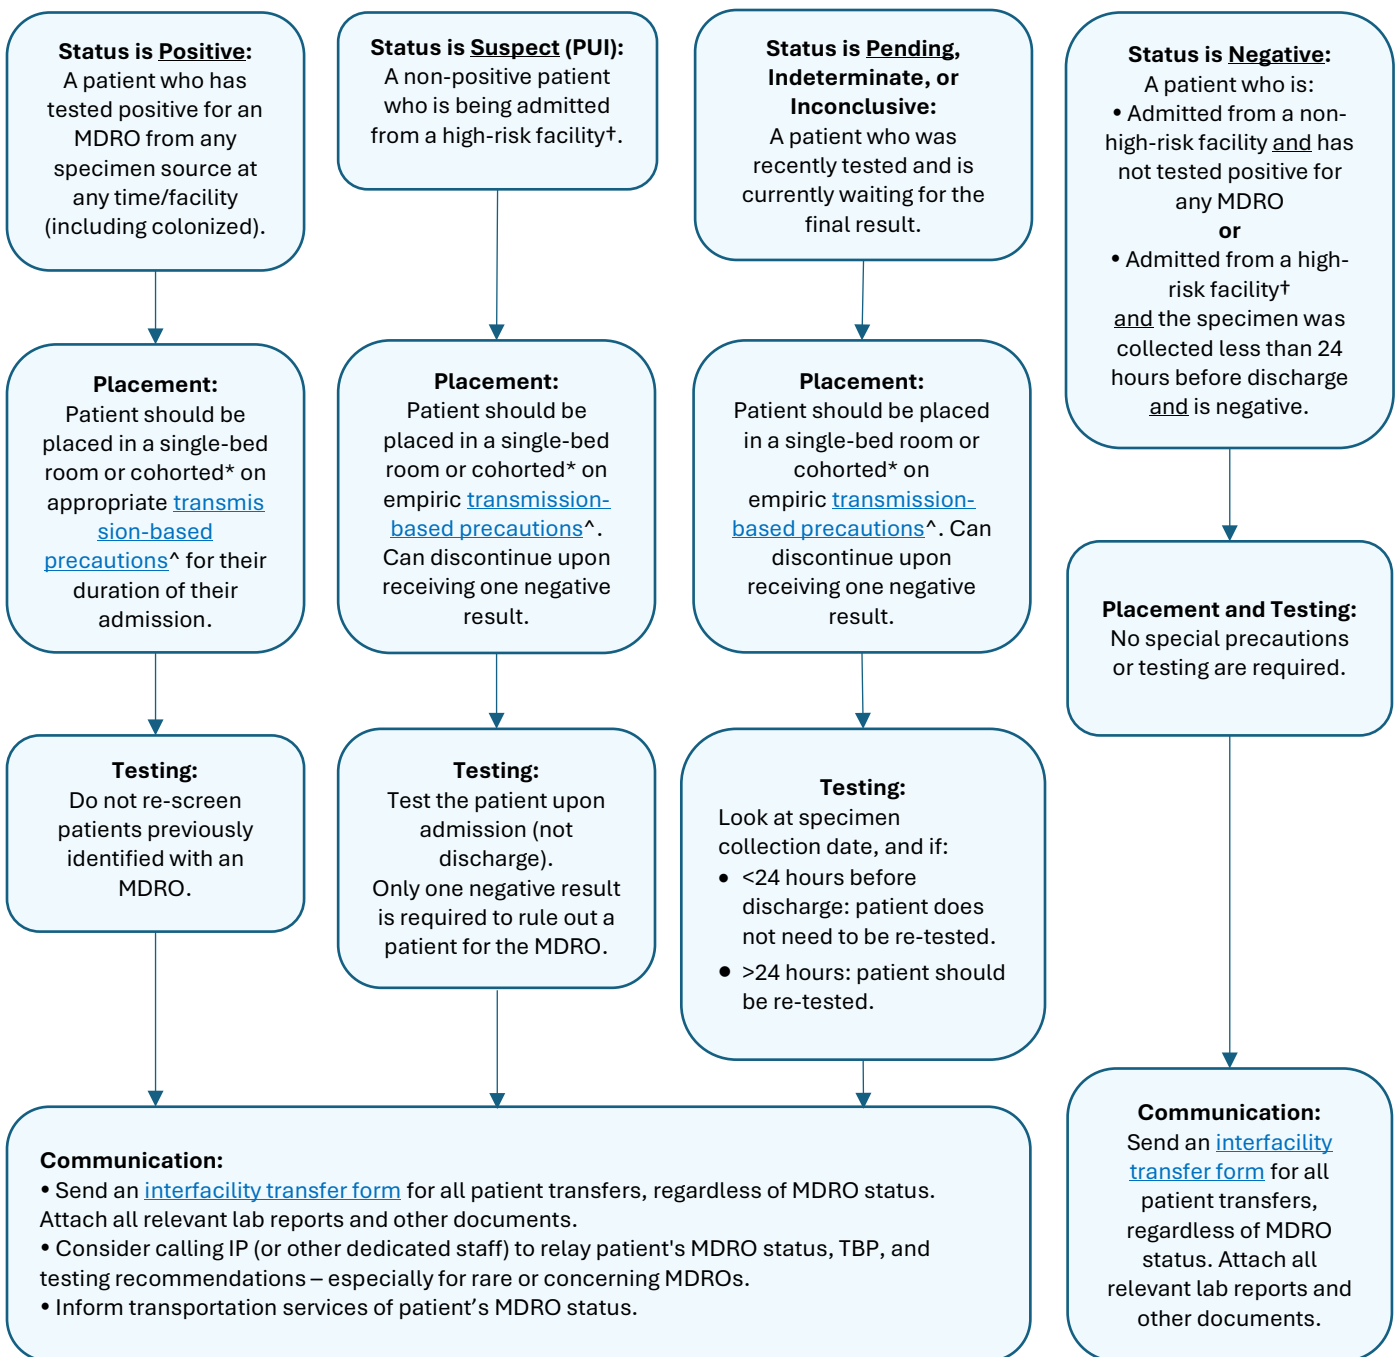 Status is Positive:
A patient who has
tested positive for an
MDRO from any
specimen source at
any time/facility
(including colonized).
Placement:
Patient should be
placed in a single-bed
room or cohorted* on
appropriate transmis
sion-based
precautions^ for their
duration of their
admission.
Testing:
Do not re-screen
patients previously
identified with an
MDRO.
Status is Suspect (PUI):
A non-positive patient
who is being admitted
from a high-risk facility†.
Placement:
Patient should be
placed in a single-bed
room or cohorted* on
empiric transmission-
based precautions^.
Can discontinue upon
receiving one negative
result.
Testing:
Test the patient upon
admission (not
discharge).
Only one negative result
is required to rule out a
patient for the MDRO.
Status is Pending,
Indeterminate, or
Inconclusive:
A patient who was
recently tested and is
currently waiting for the
final result.
Placement:
Patient should be placed
in a single-bed room or
cohorted* on
empiric transmission-
based precautions^. Can
discontinue upon
receiving one negative
result.
Testing:
Look at specimen
collection date, and if:
• <24 hours before
discharge: patient does
not need to be re-tested.
• >24 hours: patient should
be re-tested.
Communication:
• Send an interfacility transfer form for all patient transfers, regardless of MDRO status.
Attach all relevant lab reports and other documents.
• Consider calling IP (or other dedicated staff) to relay patient's MDRO status, TBP, and
testing recommendations – especially for rare or concerning MDROs.
• Inform transportation services of patient’s MDRO status.
Status is Negative:
A patient who is:
• Admitted from a non-
high-risk facility and has
not tested positive for
any MDRO
or
• Admitted from a high-
risk facility†
and the specimen was
collected less than 24
hours before discharge
and is negative.
Placement and Testing:
No special precautions
or testing are required.
Communication:
Send an interfacility
transfer form for all
patient transfers,
regardless of MDRO
status. Attach all
relevant lab reports and
other documents.